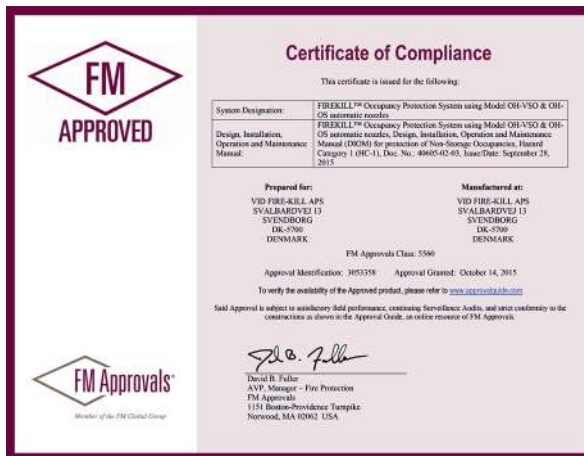 FM
APPROVED
Certificate of Compliance
This certificate is issued for the following:
System Designation:
FIREKILL™ Occupancy Protection System using Model OH-VSO & OH-
OS automatic nozzles
Design, Installation,
Operation and Maintenance
Manual:
FIREKILL™ Occupancy Protection System using Model OH-VSO & OH-
OS automatic nozzles, Design, Installation, Operation and Maintenance
Manual (DIOM) for protection of Non-Storage Occupancies, Hazard
Category 1 (HC-1), Doc. No.: 40605-02-03, Issue/Date: September 28,
2015
Prepared for:
VID FIRE-KILL APS
SVALBARDVEJ 13
SVENDBORG
DK-5700
DENMARK
Manufactured at:
VID FIRE-KILL APS
SVALBARDVEJ 13
SVENDBORG
DK-5700
DENMARK
FM Approvals Class: 5560
Approval Identification: 3053358 Approval Granted: October 14, 2015
To verify the availability of the Approved product, please refer to www.approvalguide.com
Said Approval is subject to satisfactory field performance, continuing Surveillance Audits, and strict conformity to the
constructions as shown in the Approval Guide, an online resource of FM Approvals.
David B. Fuller
AVP, Manager – Fire Protection
FM Approvals
1151 Boston-Providence Turnpike
Norwood, MA 02062 USA
FM Approvals®
Member of the FM Global Group